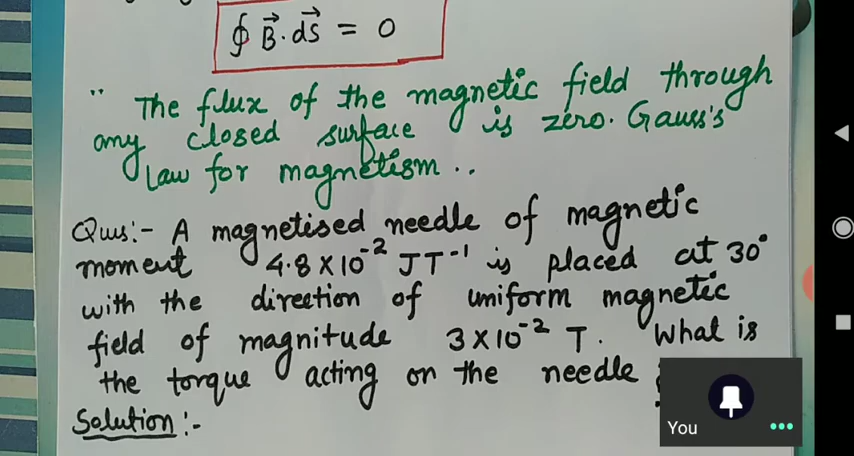 ∮ B⃗·dS⃗ = 0
" The flux of the magnetic field through
any closed surface is zero. Gauss's
law for magnetism ..
Ques:- A magnetised needle of magnetic
moment 4.8 × 10⁻² J T⁻¹ is placed at 30°
with the direction of uniform magnetic
field of magnitude 3 × 10⁻² T. What is
the torque acting on the needle
Solution:-
You